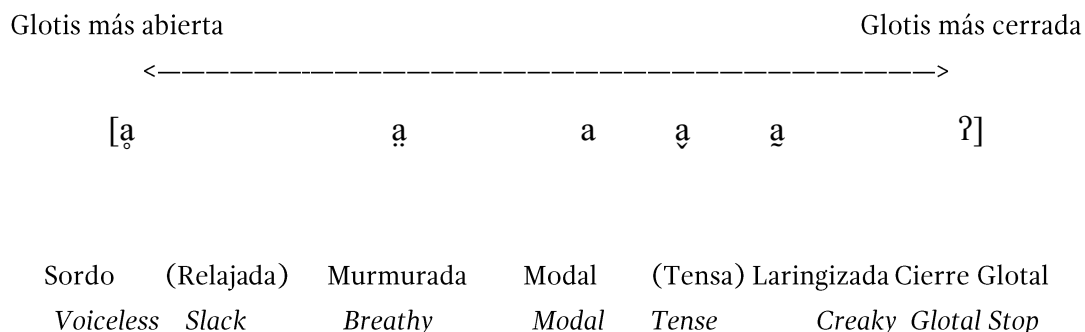 Glotis más abierta Glotis más cerrada
<——————————————————————————————————>
[ḁ a̤ a a̬ a̰ ʔ]
Sordo (Relajada) Murmurada Modal (Tensa) Laringizada Cierre Glotal
Voiceless Slack Breathy Modal Tense Creaky Glotal Stop